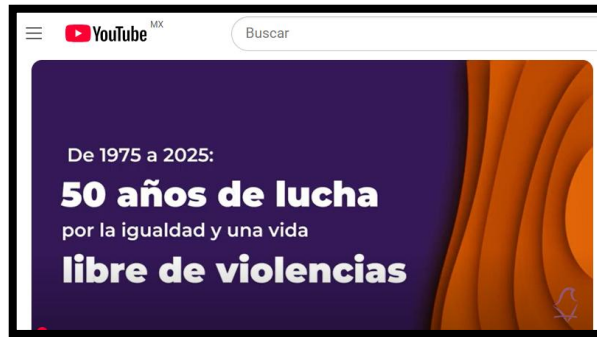 YouTube MX
Buscar
De 1975 a 2025:
50 años de lucha
por la igualdad y una vida
libre de violencias